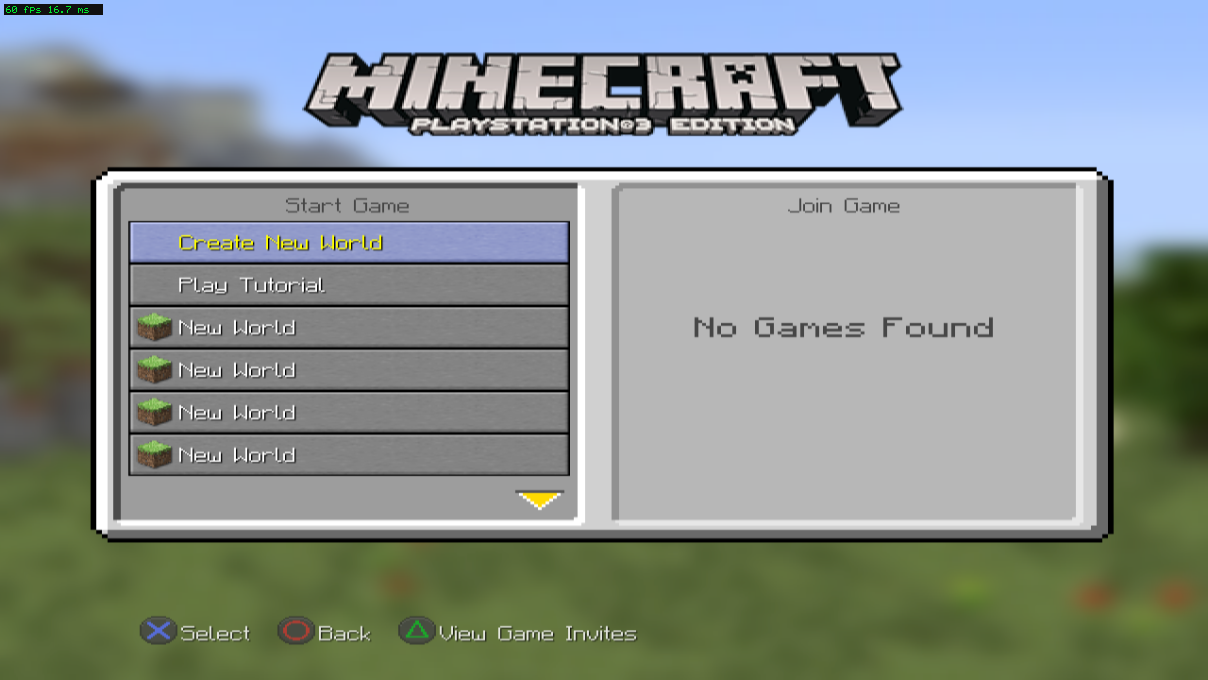 60 fps 16.7 ms
MINECRAFT
PLAYSTATION®3 EDITION
Start Game
Create New World
Play Tutorial
New World
New World
New World
New World
Join Game
No Games Found
Select Back View Game Invites